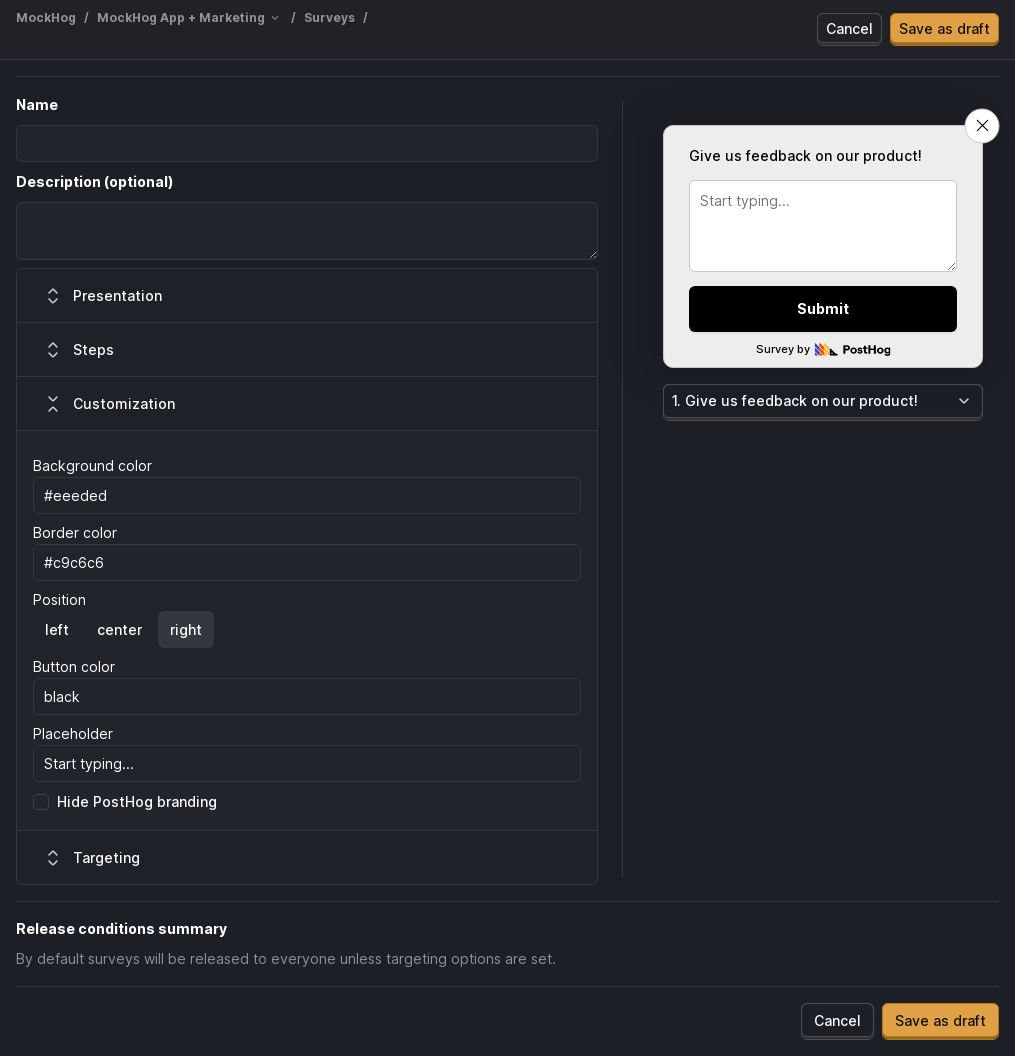 MockHog / MockHog App + Marketing / Surveys /
Cancel
Save as draft
Name
Description (optional)
Presentation
Steps
Customization
Background color
#eeeded
Border color
#c9c6c6
Position
left center right
Button color
black
Placeholder
Start typing...
Hide PostHog branding
Targeting
Give us feedback on our product!
Start typing...
Submit
Survey by PostHog
1. Give us feedback on our product!
Release conditions summary
By default surveys will be released to everyone unless targeting options are set.
Cancel
Save as draft